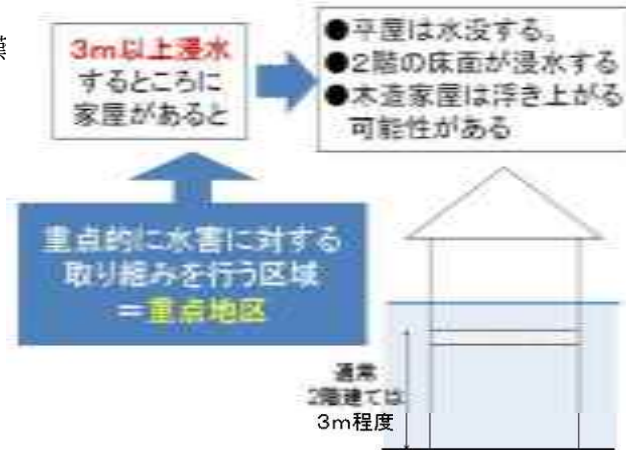 3m以上浸水
するところに
家屋があると
●平屋は水没する。
●2階の床面が浸水する
●木造家屋は浮き上がる
可能性がある
重点的に水害に対する
取り組みを行う区域
＝重点地区
通常
2階建ては
3m程度